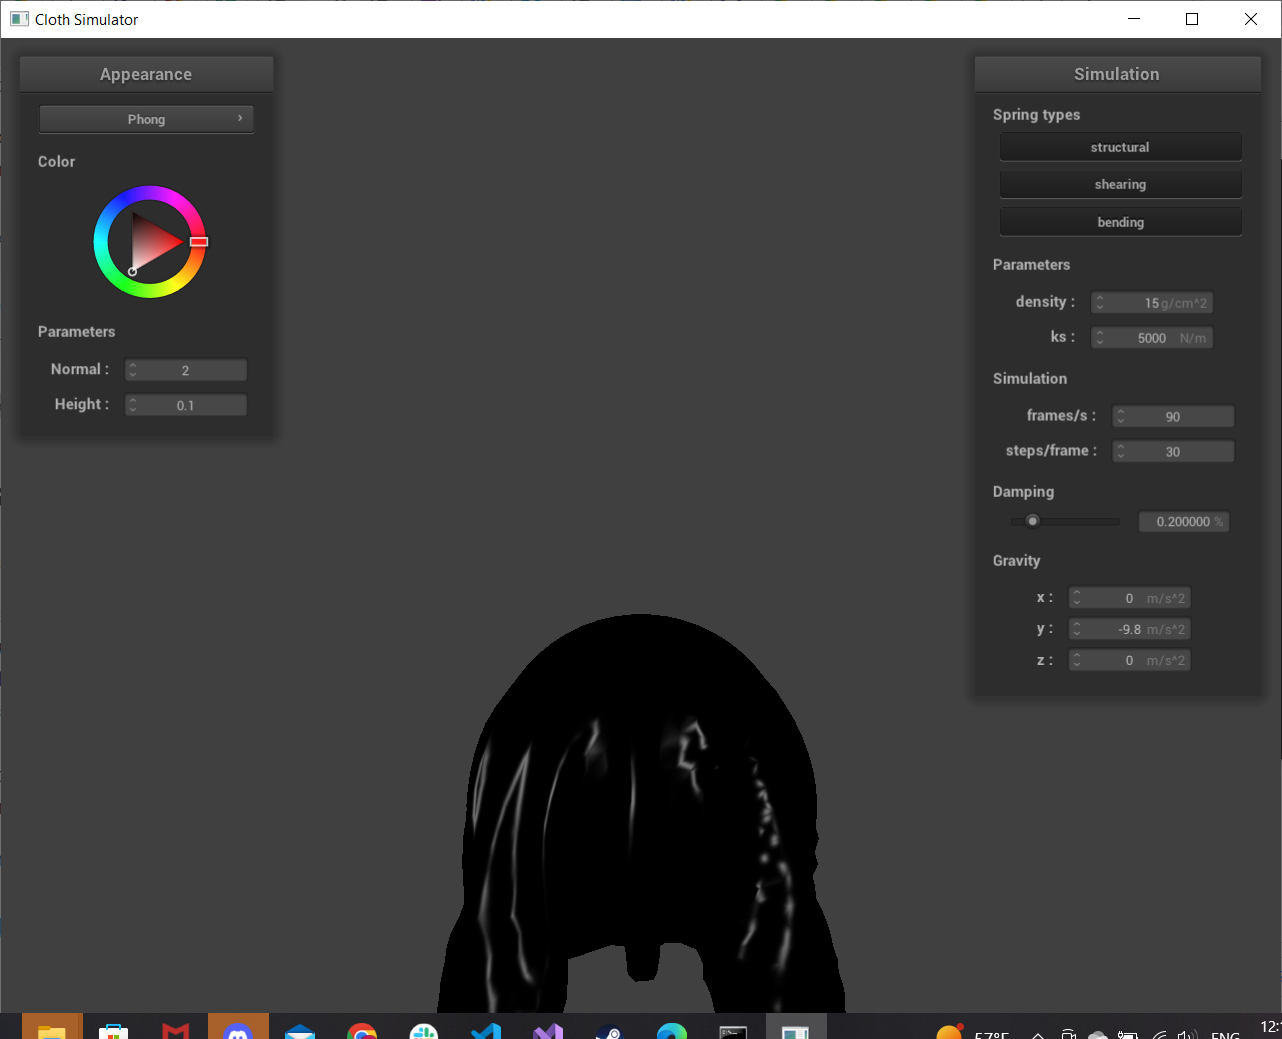 Cloth Simulator
Appearance
Phong
Color
Parameters
Normal : 2
Height : 0.1
Simulation
Spring types
structural
shearing
bending
Parameters
density : 15 g/cm^2
ks : 5000 N/m
Simulation
frames/s : 90
steps/frame : 30
Damping
0.200000 %
Gravity
x : 0 m/s^2
y : -9.8 m/s^2
z : 0 m/s^2
57°F
ENG